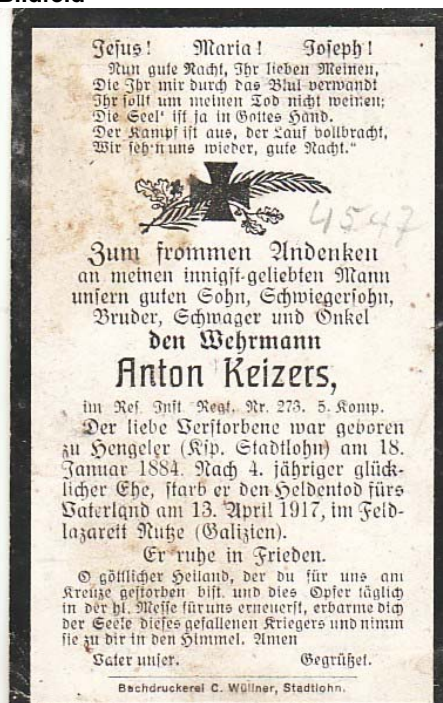 Jesus! Maria! Joseph!
Nun gute Nacht, Ihr lieben Meinen,
Die Ihr mir durch das Blut verwandt
Ihr sollt um meinen Tod nicht weinen;
Die Seel' ist ja in Gottes Hand.
Der Kampf ist aus, der Lauf vollbracht,
Wir seh'n uns wieder, gute Nacht."
4547
Zum frommen Andenken
an meinen innigst-geliebten Mann
unsern guten Sohn, Schwiegersohn,
Bruder, Schwager und Onkel
den Wehrmann
Anton Keizers,
im Res. Inft Regt. Nr. 273. 5. Komp.
Der liebe Verstorbene war geboren
zu Hengeler (Ksp. Stadtlohn) am 18.
Januar 1884. Nach 4. jähriger glück-
licher Ehe, starb er den Heldentod fürs
Vaterland am 13. April 1917, im Feld-
lazarett Nutze (Galizien).
Er ruhe in Frieden.
O göttlicher Heiland, der du für uns am
Kreuze gestorben bist. und dies Opfer täglich
in der hl. Messe für uns erneuerst, erbarme dich
der Seele dieses gefallenen Kriegers und nimm
sie zu dir in den Himmel. Amen
Vater unser. Gegrüßet.
Bachdruckerei C. Wüllner, Stadtlohn.